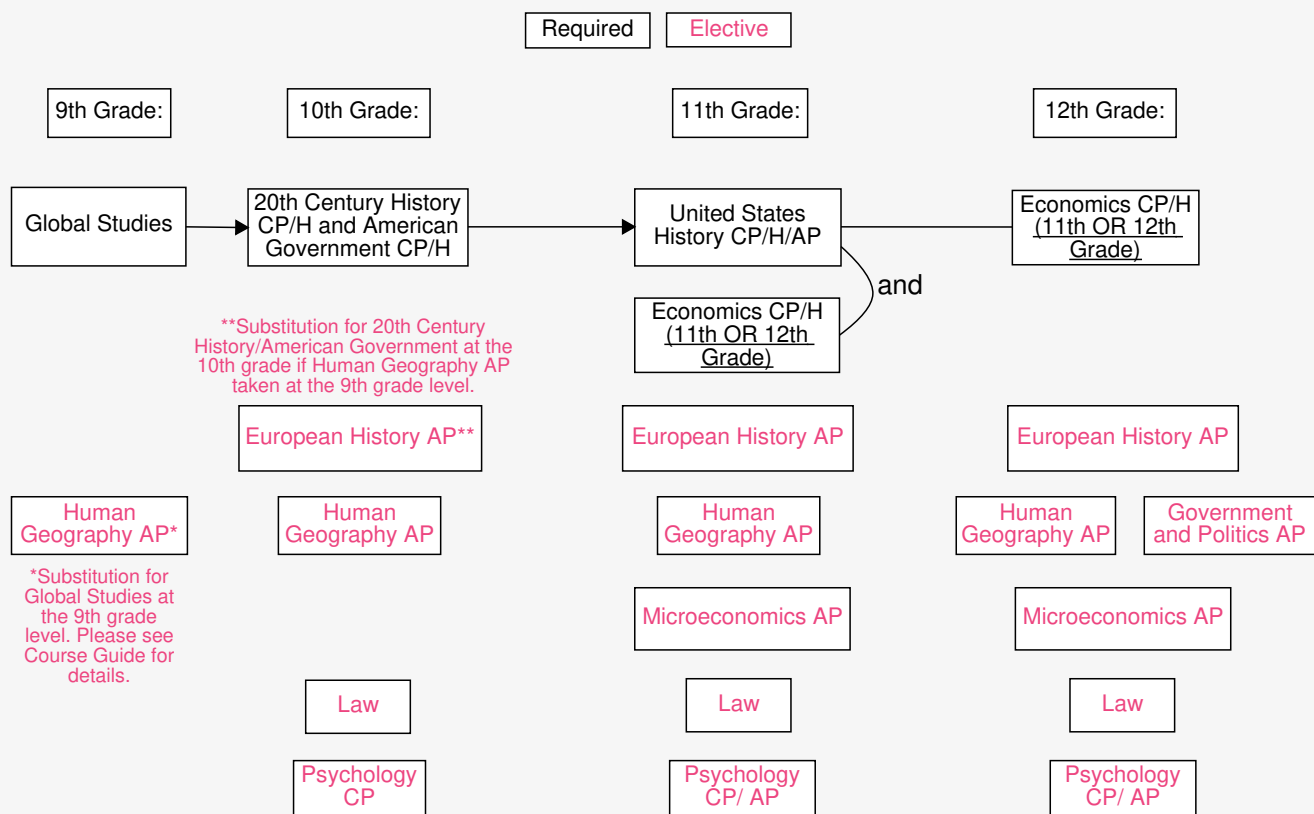 Required
Elective
9th Grade:
10th Grade:
11th Grade:
12th Grade:
Global Studies
20th Century History
CP/H and American
Government CP/H
United States
History CP/H/AP
Economics CP/H
(11th OR 12th
Grade)
and
Economics CP/H
(11th OR 12th
Grade)
**Substitution for 20th Century
History/American Government at the
10th grade if Human Geography AP
taken at the 9th grade level.
European History AP**
European History AP
European History AP
Human
Geography AP*
Human
Geography AP
Human
Geography AP
Human
Geography AP
Government
and Politics AP
*Substitution for
Global Studies at
the 9th grade
level. Please see
Course Guide for
details.
Microeconomics AP
Microeconomics AP
Law
Law
Law
Psychology
CP
Psychology
CP/ AP
Psychology
CP/ AP